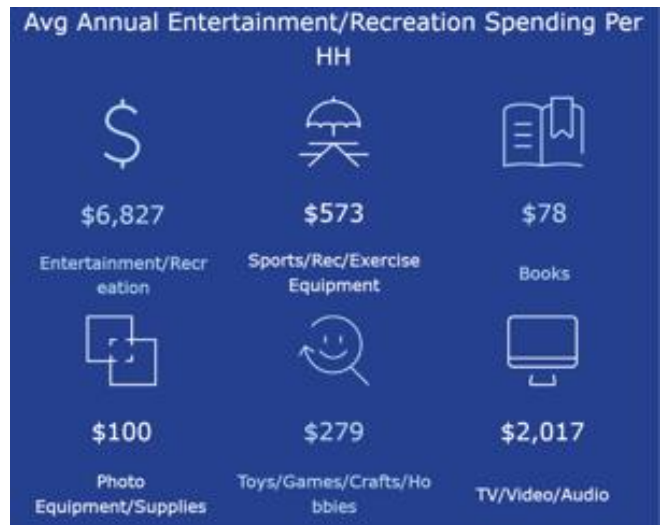 Avg Annual Entertainment/Recreation Spending Per
HH
$6,827
$573
$78
Entertainment/Recr
eation
Sports/Rec/Exercise
Equipment
Books
$100
$279
$2,017
Photo
Equipment/Supplies
Toys/Games/Crafts/Ho
bbies
TV/Video/Audio